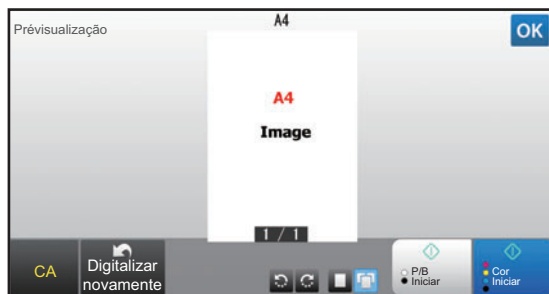 Prévisualização
A4
OK
A4
Image
1 / 1
CA
Digitalizar
novamente
P/B
Iniciar
Cor
Iniciar